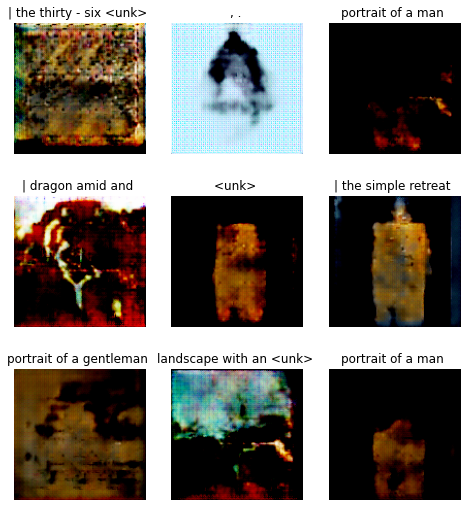 | the thirty - six <unk>
, .
portrait of a man
| dragon amid and
<unk>
| the simple retreat
portrait of a gentleman
landscape with an <unk>
portrait of a man